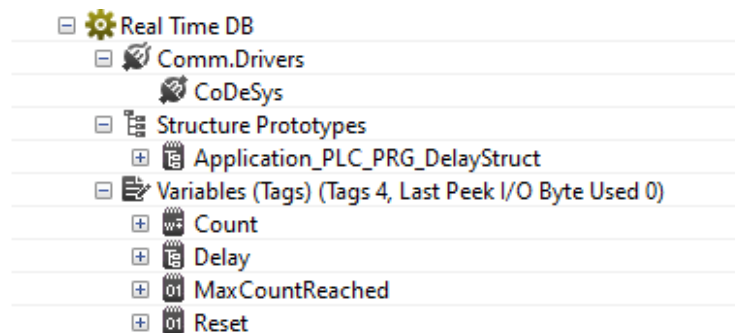 Real Time DB
Comm.Drivers
CoDeSys
Structure Prototypes
Application_PLC_PRG_DelayStruct
Variables (Tags) (Tags 4, Last Peek I/O Byte Used 0)
Count
Delay
MaxCountReached
Reset